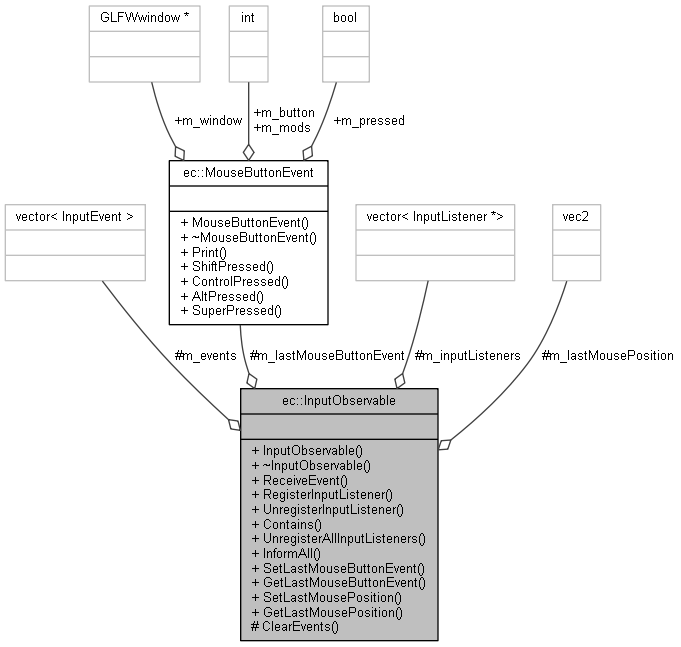 GLFWwindow *
int
bool
+m_window
+m_button
+m_mods
+m_pressed
ec::MouseButtonEvent
+ MouseButtonEvent()
+ ~MouseButtonEvent()
+ Print()
+ ShiftPressed()
+ ControlPressed()
+ AltPressed()
+ SuperPressed()
vector< InputEvent >
vector< InputListener *>
vec2
#m_events
#m_lastMouseButtonEvent
#m_inputListeners
#m_lastMousePosition
ec::InputObservable
+ InputObservable()
+ ~InputObservable()
+ ReceiveEvent()
+ RegisterInputListener()
+ UnregisterInputListener()
+ Contains()
+ UnregisterAllInputListeners()
+ InformAll()
+ SetLastMouseButtonEvent()
+ GetLastMouseButtonEvent()
+ SetLastMousePosition()
+ GetLastMousePosition()
# ClearEvents()